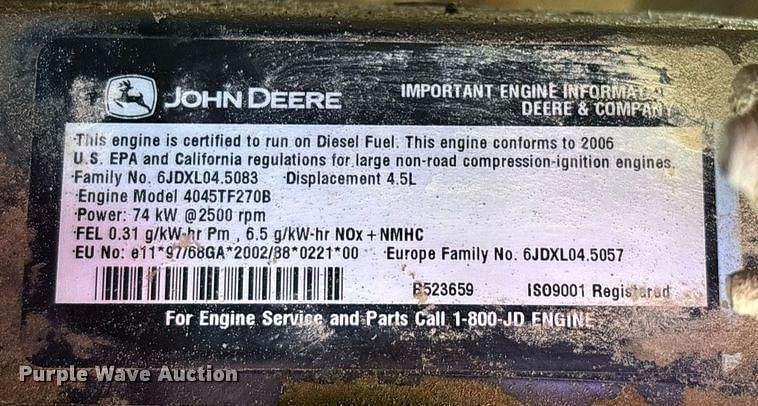 JOHN DEERE
IMPORTANT ENGINE
DEERE & COMPANY
This engine is certified to run on Diesel Fuel. This engine conforms to 2006
U.S. EPA and California regulations for large non-road compression-ignition engines.
Family No. 6JDXL04.5083 Displacement 4.5L
Engine Model 4045TF270B
Power: 74 kW @2500 rpm
FEL 0.31 g/kW-hr Pm , 6.5 g/kW-hr NOx + NMHC
EU No: e11*97/68GA*2002/88*0221*00 Europe Family No. 6JDXL04.5057
ISO9001 Registered
For Engine Service and Parts Call 1-800-JD ENGINE
Purple Wave Auction